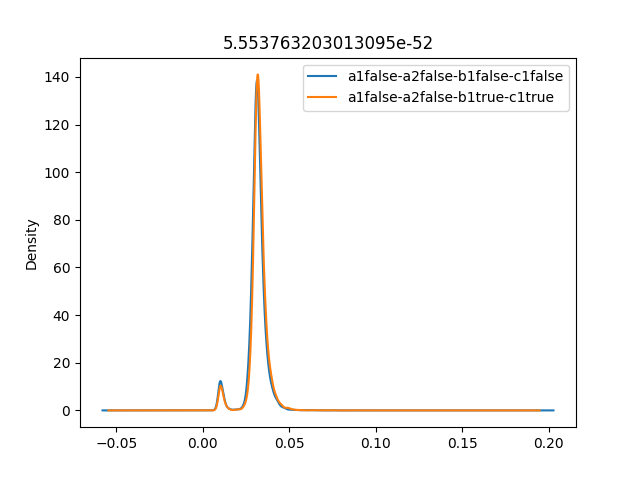 5.553763203013095e-52
a1false-a2false-b1false-c1false
a1false-a2false-b1true-c1true
Density
140
120
100
80
60
40
20
0
−0.05 0.00 0.05 0.10 0.15 0.20